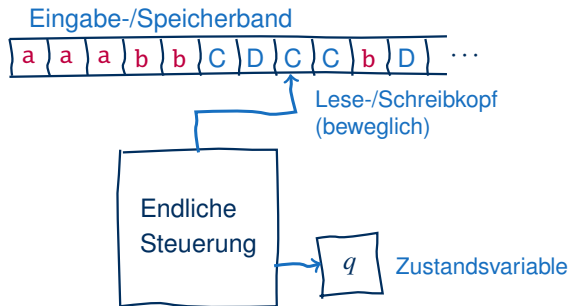 Eingabe-/Speicherband
a a a b b C D C C b D ...
Lese-/Schreibkopf
(beweglich)
Endliche
Steuerung
q
Zustandsvariable